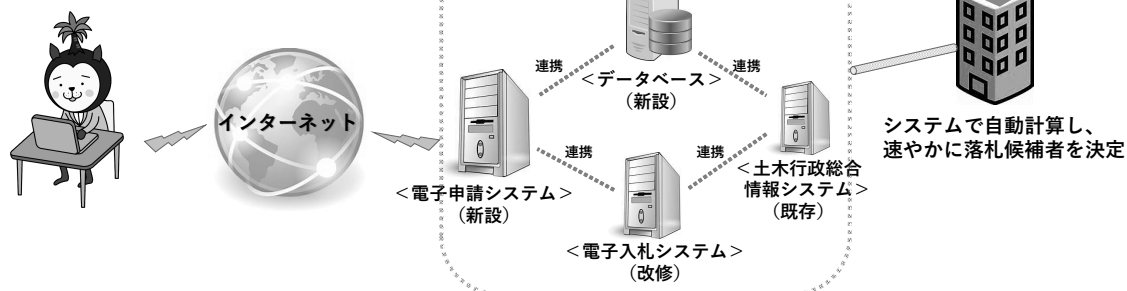 連携
連携
＜データベース＞
（新設）
インターネット
システムで自動計算し、
速やかに落札候補者を決定
連携
連携
＜土木行政総合
情報システム＞
（既存）
＜電子申請システム＞
（新設）
＜電子入札システム＞
（改修）